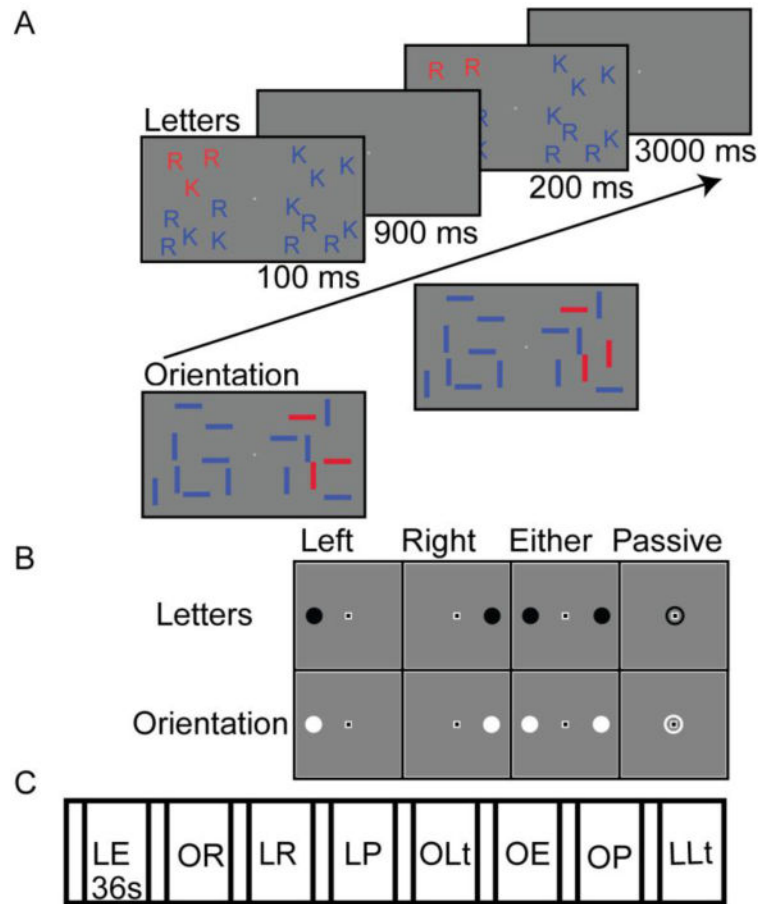 A
R R K K
K
K
R K
K R R
3000 ms
Letters
R R K K
K K
R R K R
K K K
R R R
200 ms
900 ms
100 ms
Orientation
B
Left Right Either Passive
Letters
Orientation
C
LE OR LR LP OLt OE OP LLt
36s